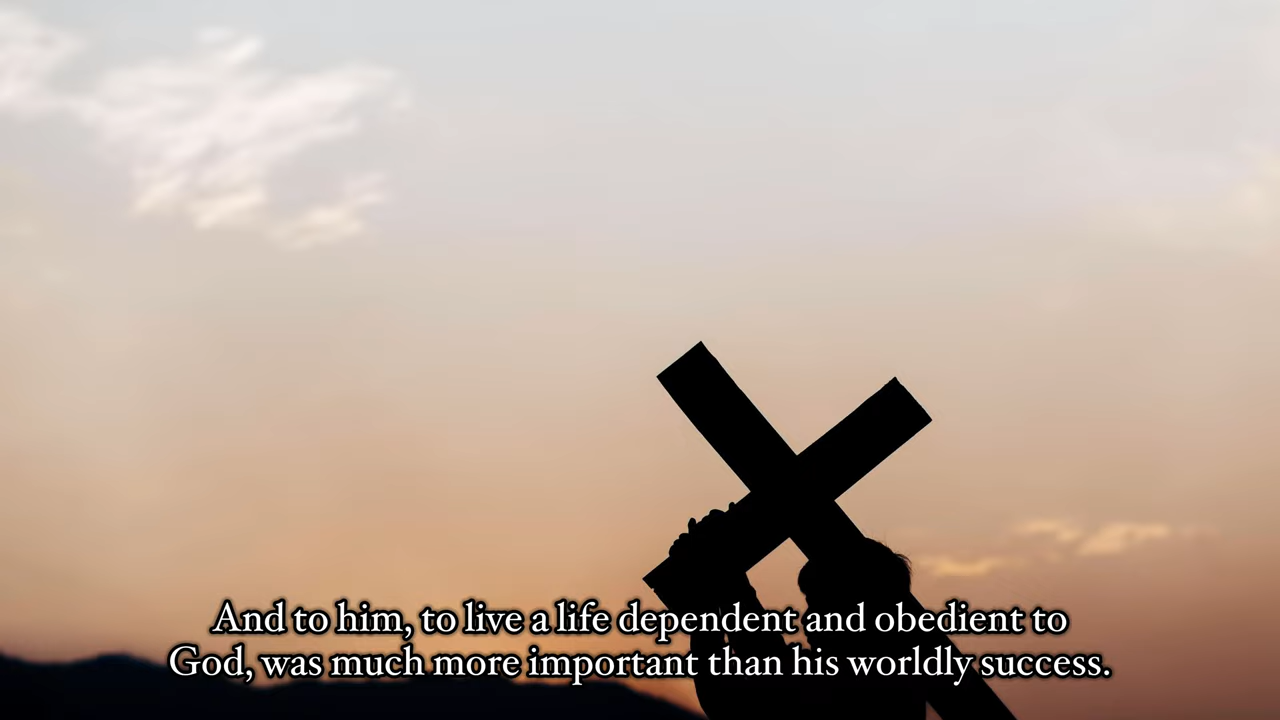 And to him, to live a life dependent and obedient to
God, was much more important than his worldly success.